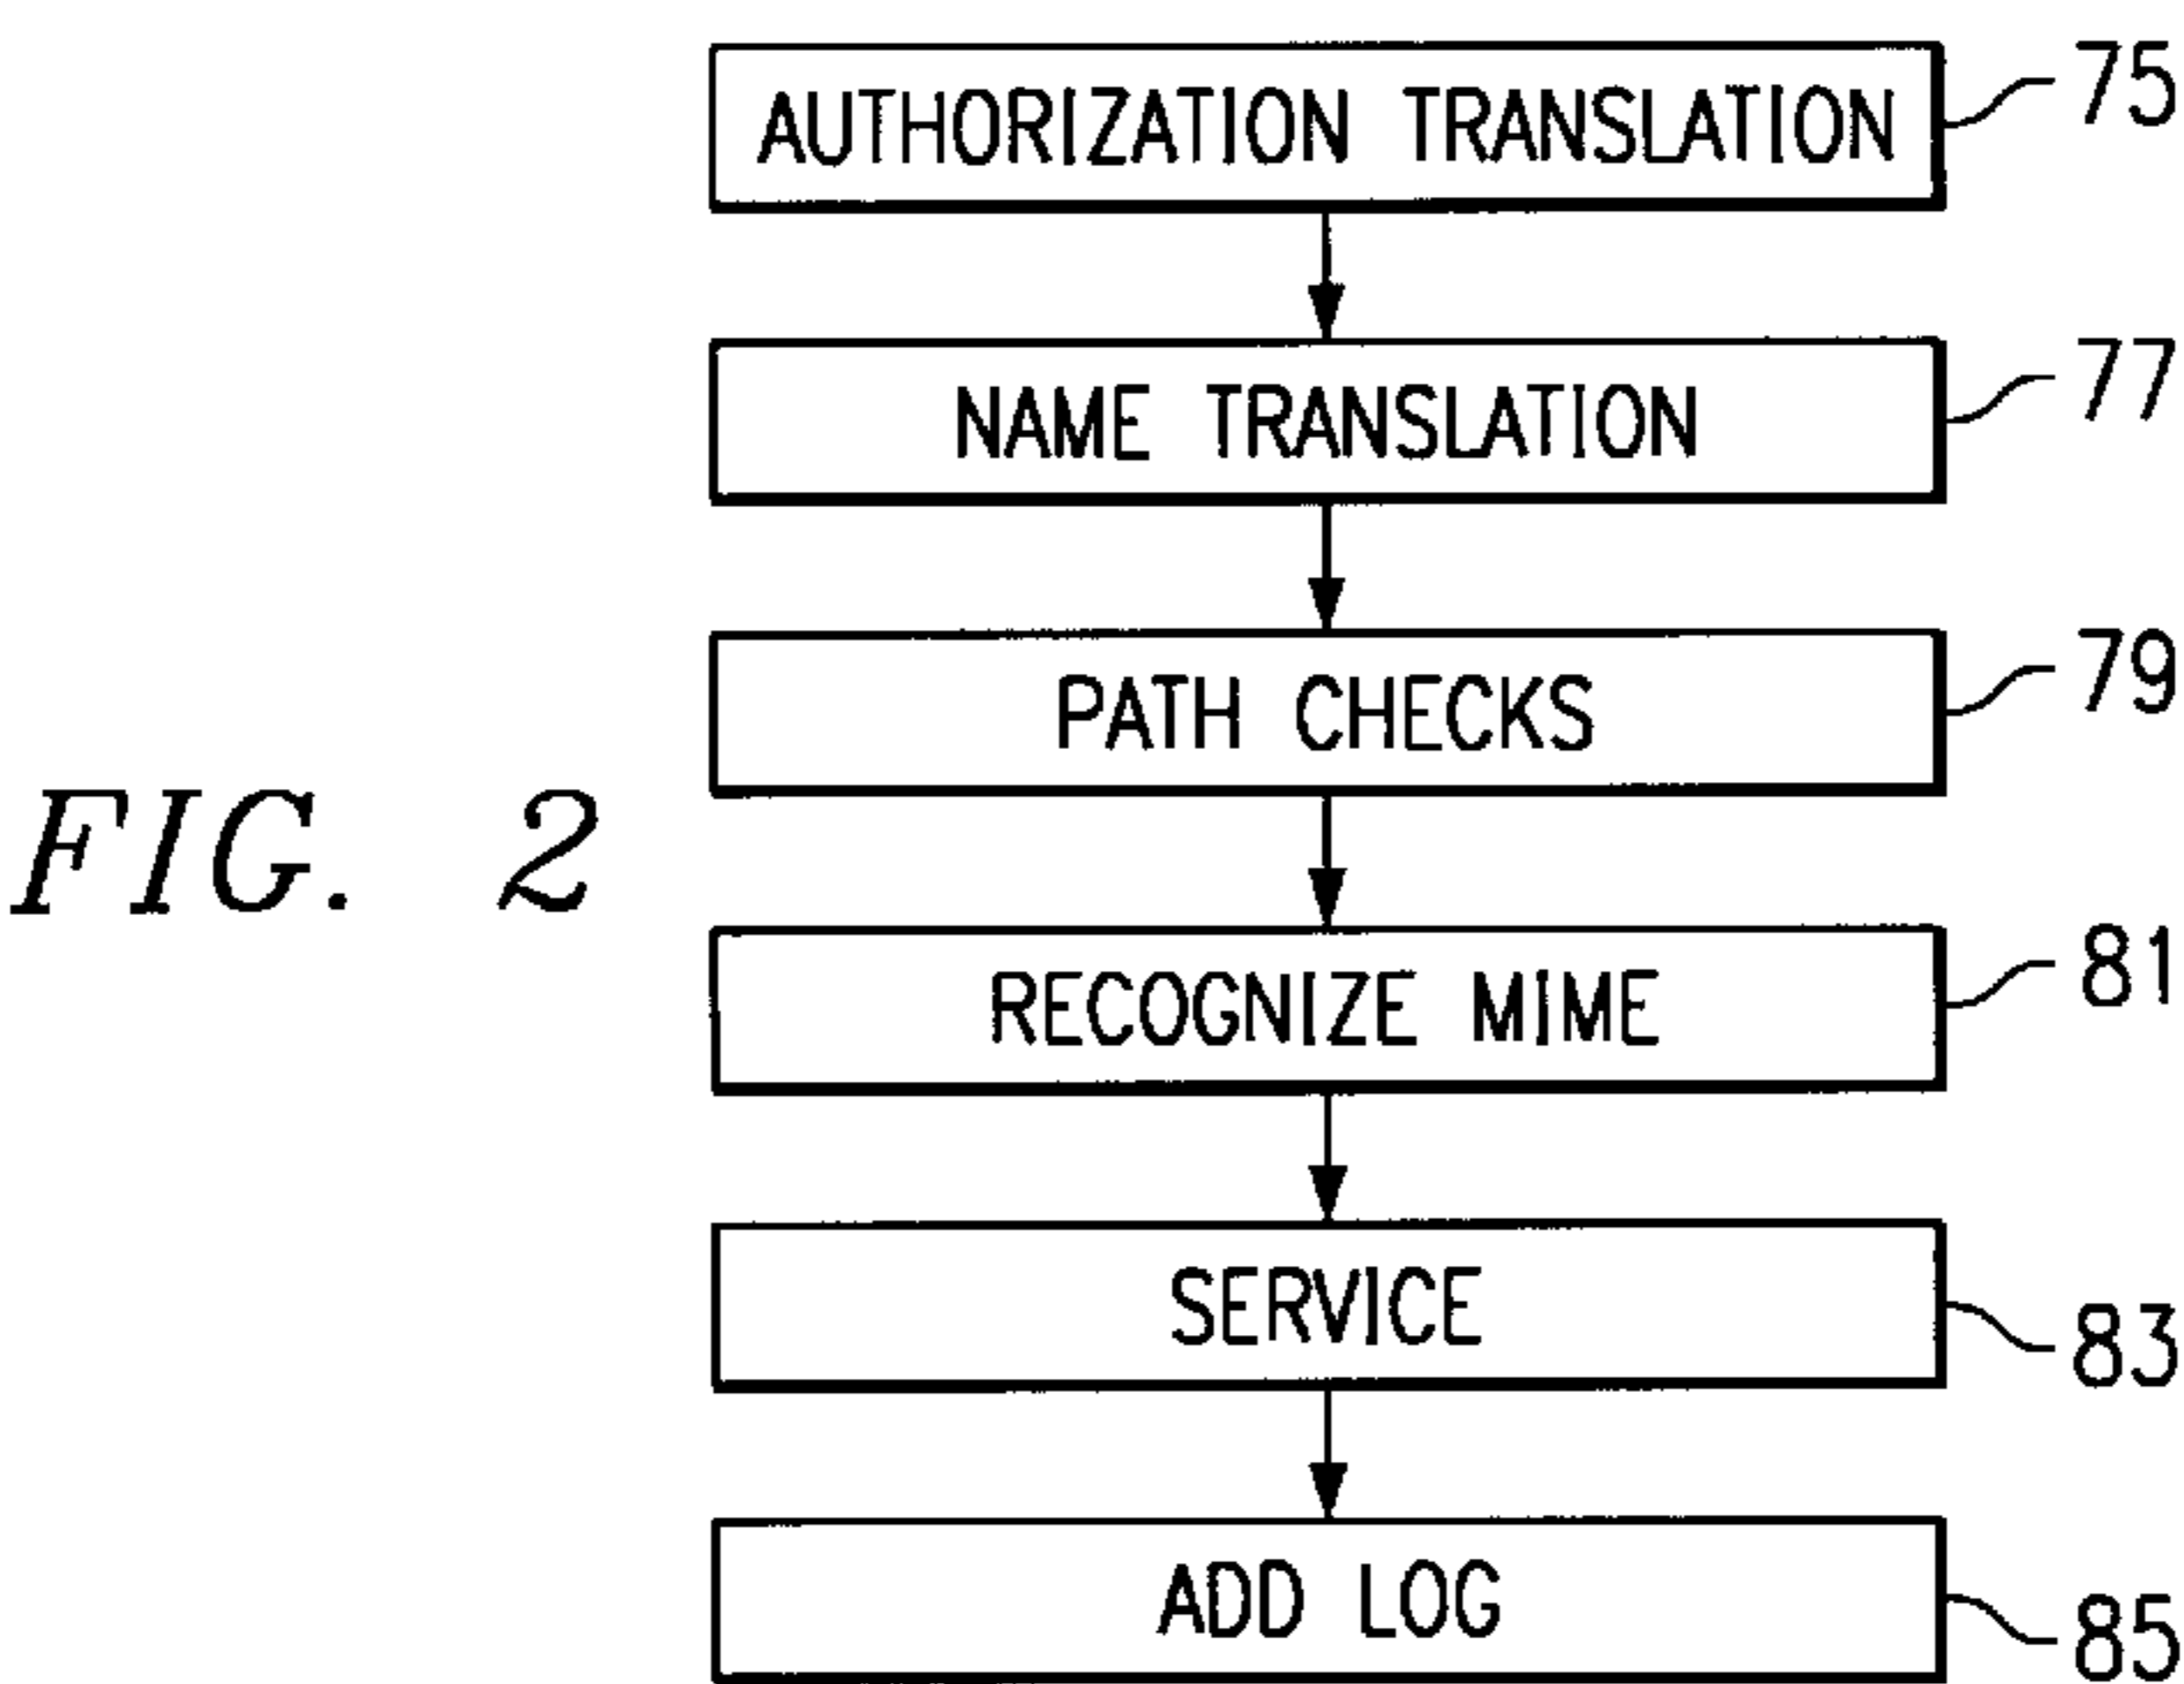 AUTHORIZATION TRANSLATION 75
NAME TRANSLATION 77
PATH CHECKS 79
FIG. 2
RECOGNIZE MIME 81
SERVICE 83
ADD LOG 85